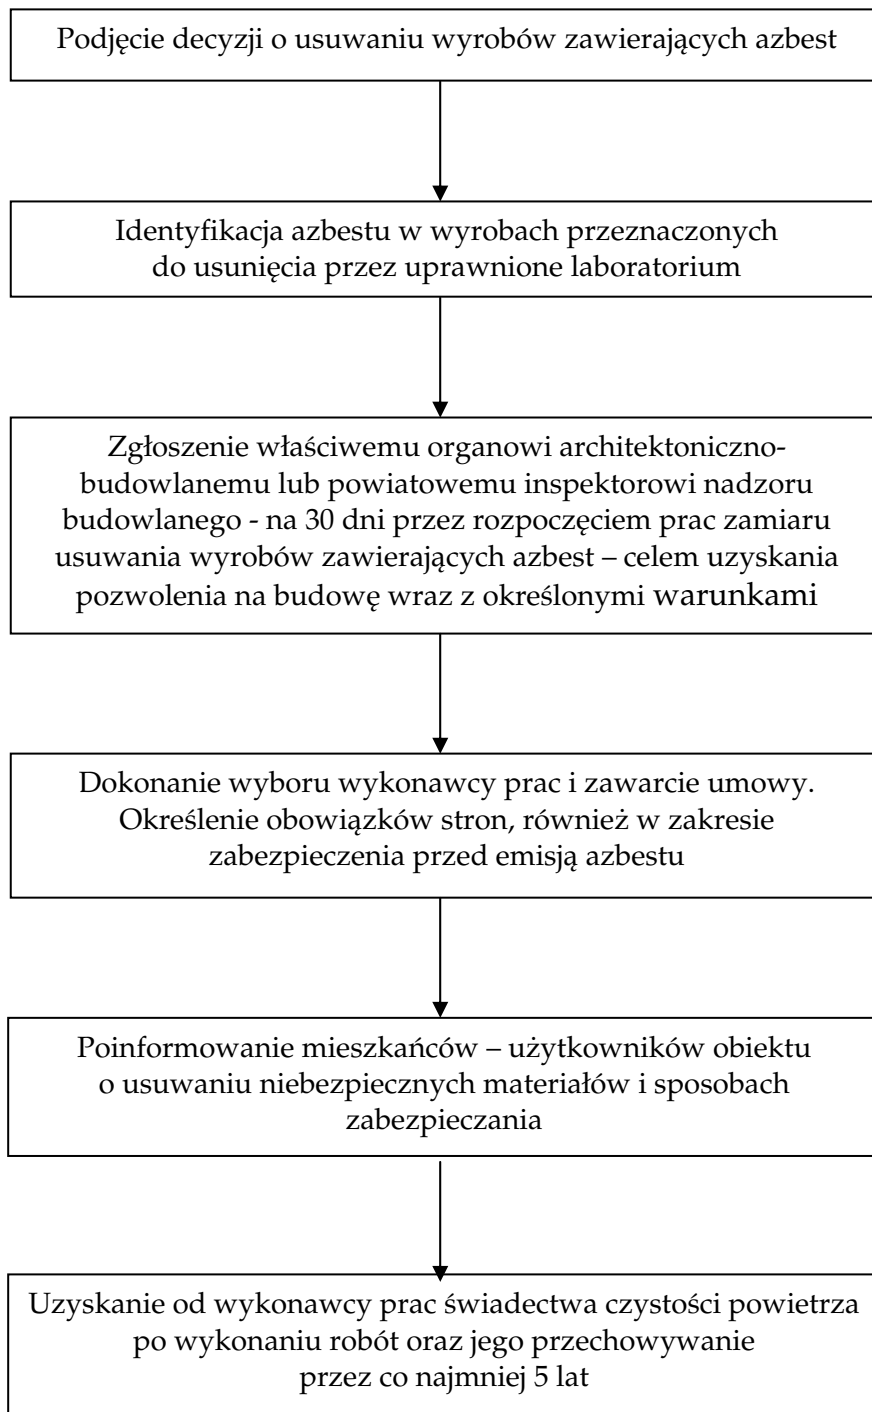 Podjęcie decyzji o usuwaniu wyrobów zawierających azbest
Identyfikacja azbestu w wyrobach przeznaczonych
do usunięcia przez uprawnione laboratorium
Zgłoszenie właściwemu organowi architektoniczno-
budowlanemu lub powiatowemu inspektorowi nadzoru
budowlanego - na 30 dni przez rozpoczęciem prac zamiaru
usuwania wyrobów zawierających azbest – celem uzyskania
pozwolenia na budowę wraz z określonymi warunkami
Dokonanie wyboru wykonawcy prac i zawarcie umowy.
Określenie obowiązków stron, również w zakresie
zabezpieczenia przed emisją azbestu
Poinformowanie mieszkańców – użytkowników obiektu
o usuwaniu niebezpiecznych materiałów i sposobach
zabezpieczania
Uzyskanie od wykonawcy prac świadectwa czystości powietrza
po wykonaniu robót oraz jego przechowywanie
przez co najmniej 5 lat